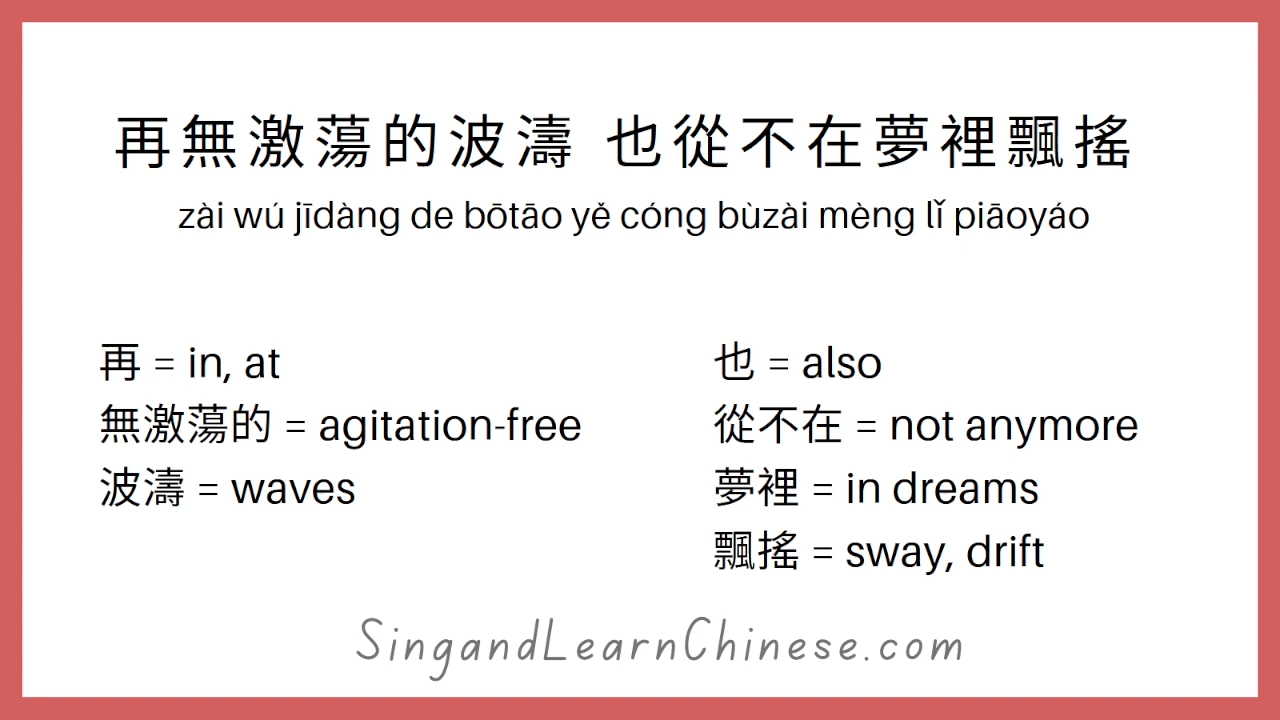 再無激蕩的波濤 也從不在夢裡飄搖
zài wú jīdàng de bōtāo yě cóng bùzài mèng lǐ piāoyáo
再 = in, at
無激蕩的 = agitation-free
波濤 = waves
也 = also
從不在 = not anymore
夢裡 = in dreams
飄搖 = sway, drift
SingandLearnChinese.com